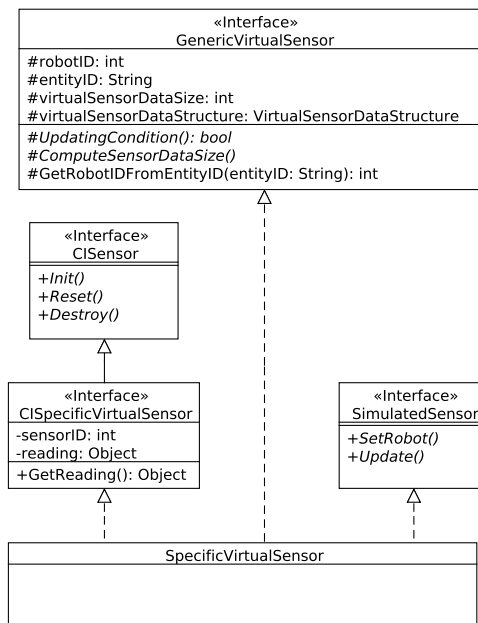 «Interface»
GenericVirtualSensor
#robotID: int
#entityID: String
#virtualSensorDataSize: int
#virtualSensorDataStructure: VirtualSensorDataStructure
#UpdatingCondition(): bool
#ComputeSensorDataSize()
#GetRobotIDFromEntityID(entityID: String): int
«Interface»
CISensor
+Init()
+Reset()
+Destroy()
«Interface»
CISpecificVirtualSensor
-sensorID: int
-reading: Object
+GetReading(): Object
«Interface»
SimulatedSensor
+SetRobot()
+Update()
SpecificVirtualSensor